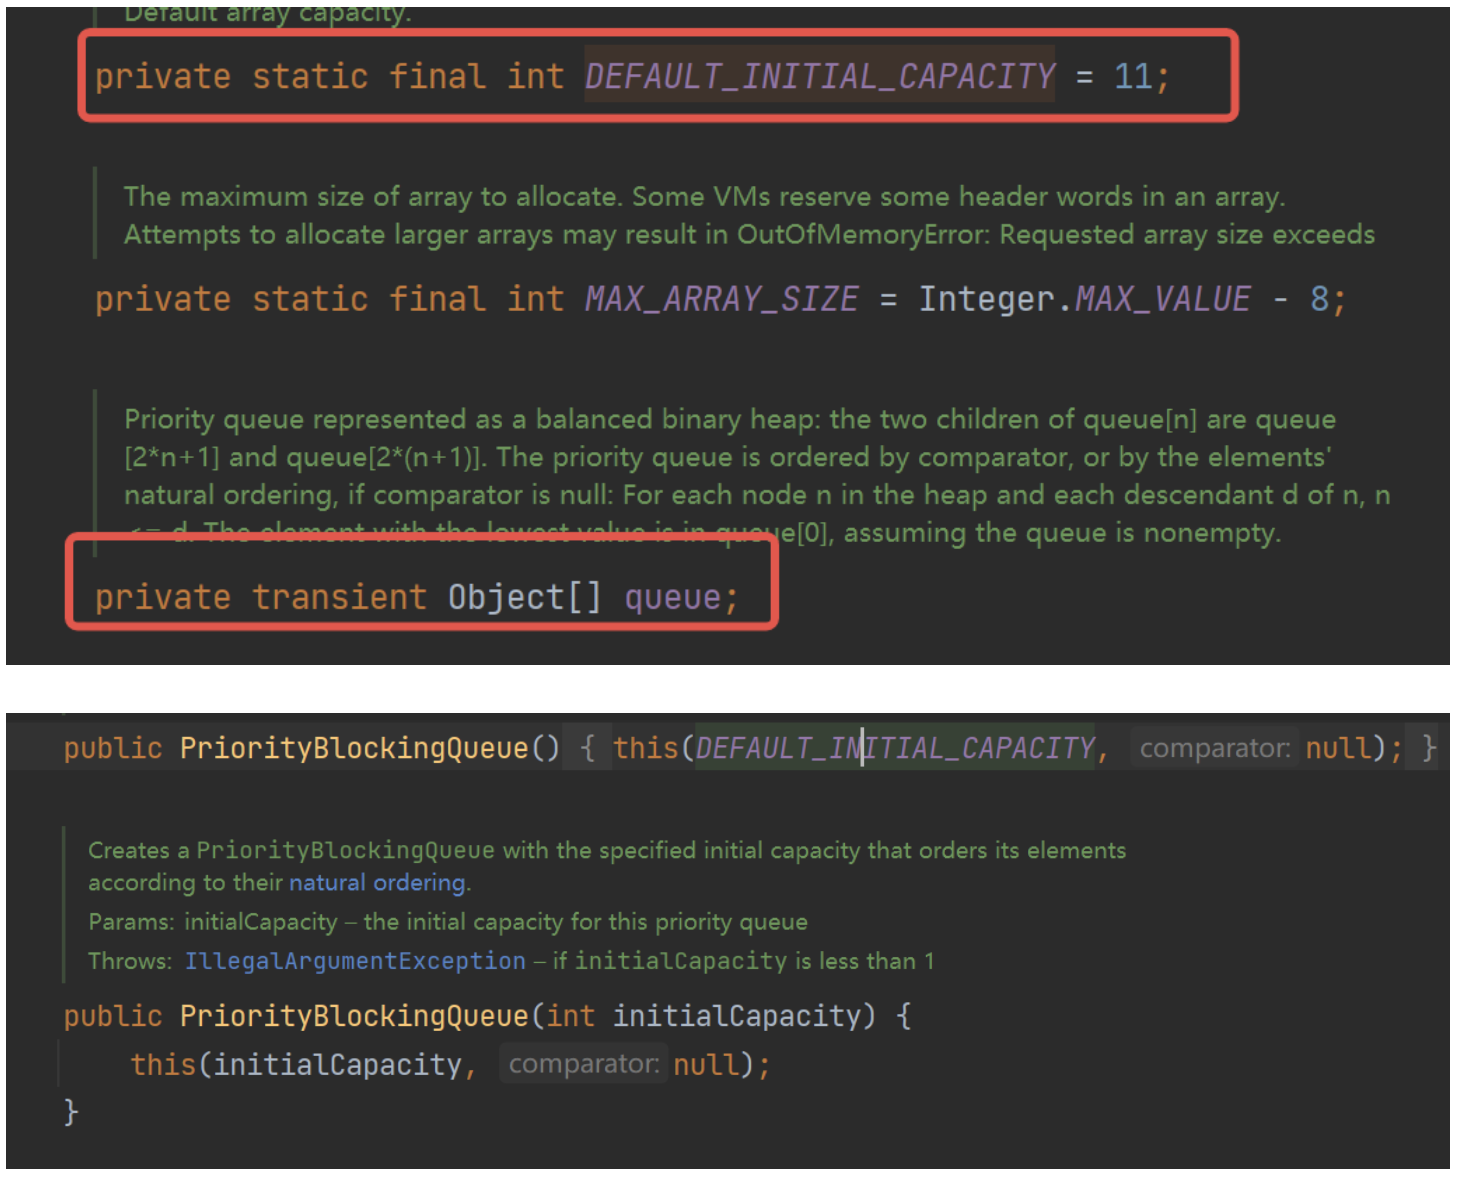 Default array capacity.
private static final int DEFAULT_INITIAL_CAPACITY = 11;
The maximum size of array to allocate. Some VMs reserve some header words in an array.
Attempts to allocate larger arrays may result in OutOfMemoryError: Requested array size exceeds
private static final int MAX_ARRAY_SIZE = Integer.MAX_VALUE - 8;
Priority queue represented as a balanced binary heap: the two children of queue[n] are queue
[2*n+1] and queue[2*(n+1)]. The priority queue is ordered by comparator, or by the elements'
natural ordering, if comparator is null: For each node n in the heap and each descendant d of n, n
<= d. The element with the lowest value is in queue[0], assuming the queue is nonempty.
private transient Object[] queue;
public PriorityBlockingQueue() { this(DEFAULT_INITIAL_CAPACITY, comparator: null); }
Creates a PriorityBlockingQueue with the specified initial capacity that orders its elements
according to their natural ordering.
Params: initialCapacity – the initial capacity for this priority queue
Throws: IllegalArgumentException – if initialCapacity is less than 1
public PriorityBlockingQueue(int initialCapacity) {
this(initialCapacity, comparator: null);
}